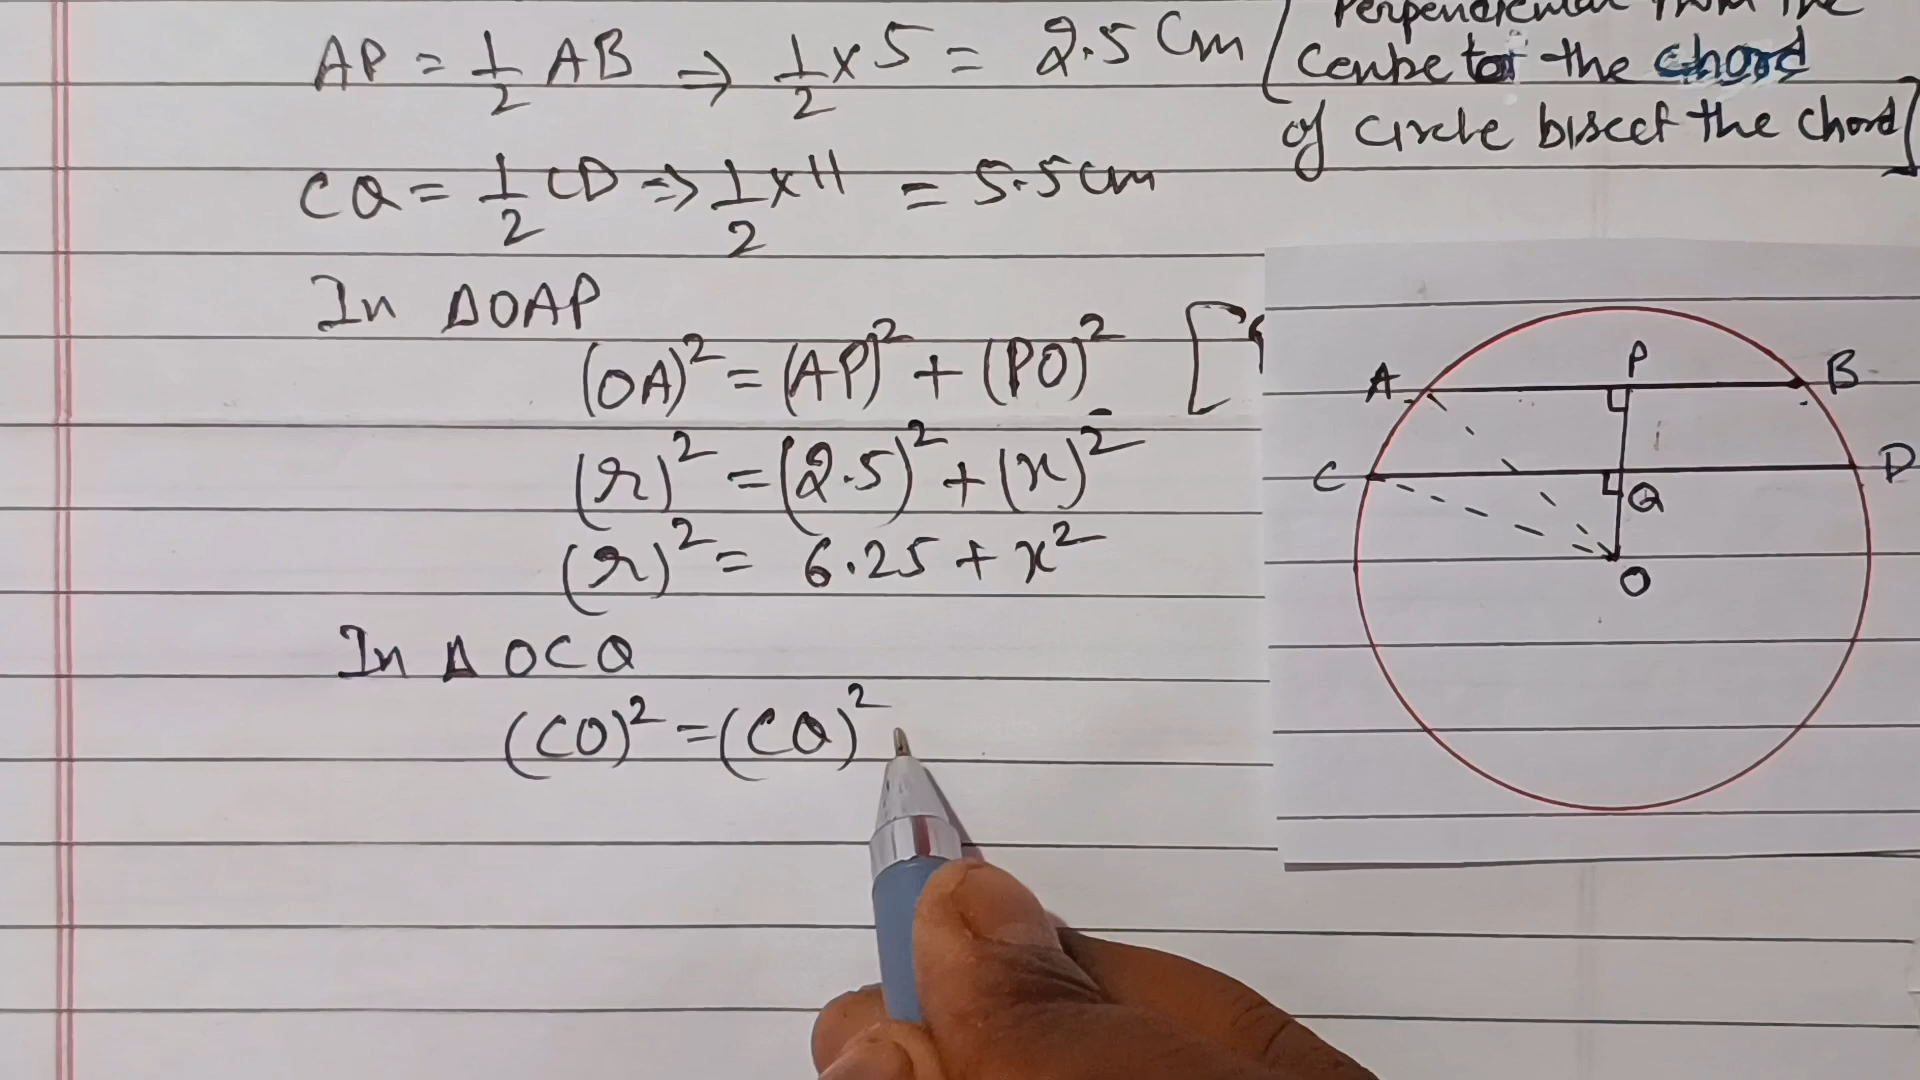 Perpendicular from the
AP = 1/2 AB ⇒ 1/2 × 5 = 2.5 cm [
Centre to the chord
of circle bisect the chord]
CQ = 1/2 CD ⇒ 1/2 × 11 = 5.5 cm
In ΔOAP
(OA)² = (AP)² + (PO)² [
(r)² = (2.5)² + (x)²
(r)² = 6.25 + x²
In Δ OCQ
(CO)² = (CQ)²
P
A
B
C
D
Q
O